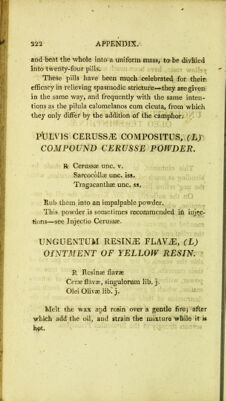 222 APPENDIX.
and beat the whole into a uniform mass, to be divided
into twenty-four pills.
These pills have been much celebrated for their
efficacy in relieving spasmodic stricture—they are given
in the same way, and frequently with the same inten-
tions as the pilula calomelanos cum cicuta, from which
they only differ by the addition of the camphor.
PULVIS CERUSSÆ COMPOSITUS, (L)
COMPOUND CERUSSE POWDER.
℞ Cerussæ unc. v.
Sarcocillæ unc. iss.
Tragacanthæ unc. ss.
Rub them into an impalpable powder.
This powder is sometimes recommended in injec-
tions—see Injectio Cerussæ.
UNGUENTUM RESINÆ FLAVÆ, (L)
OINTMENT OF YELLOW RESIN.
℞ Resinæ flavæ
Ceræ flavæ, singulorum lib. j.
Olei Olivæ lib. j.
Melt the wax and rosin over a gentle fire; after
which add the oil, and strain the mixture while it is
hot.